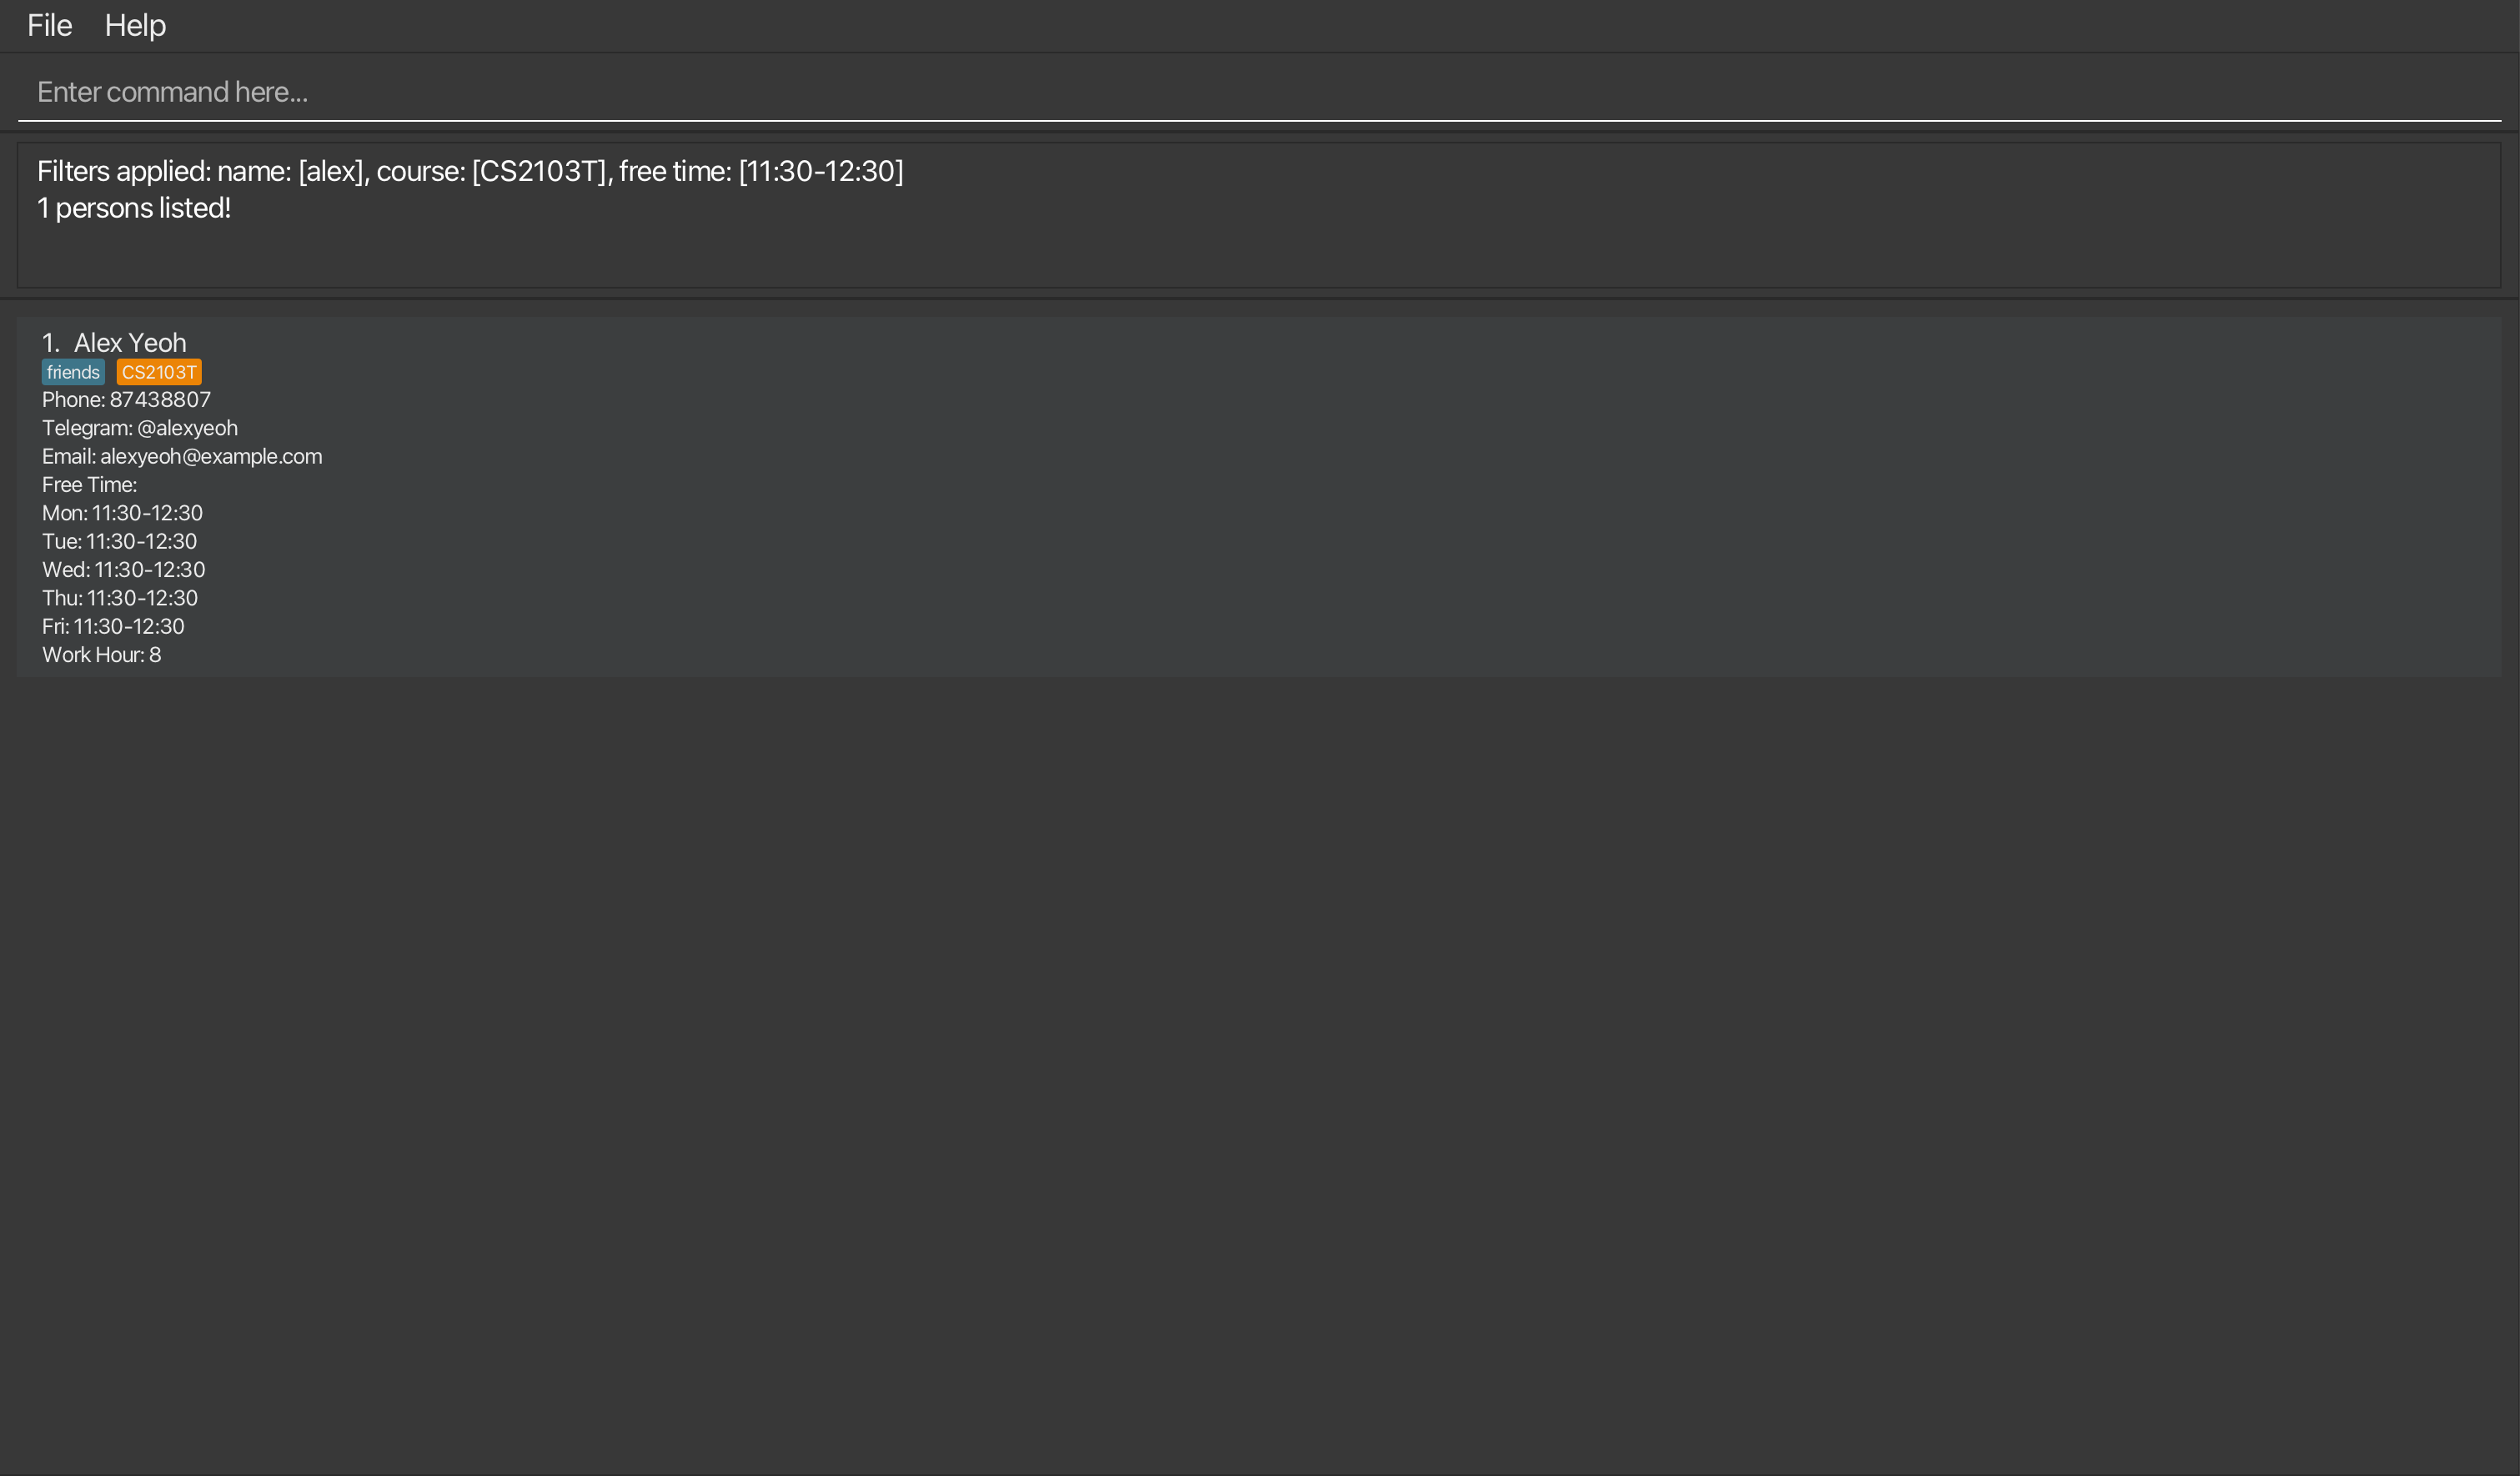 File Help
Enter command here...
Filters applied: name: [alex], course: [CS2103T], free time: [11:30-12:30]
1 persons listed!
1. Alex Yeoh
friends CS2103T
Phone: 87438807
Telegram: @alexyeoh
Email: alexyeoh@example.com
Free Time:
Mon: 11:30-12:30
Tue: 11:30-12:30
Wed: 11:30-12:30
Thu: 11:30-12:30
Fri: 11:30-12:30
Work Hour: 8